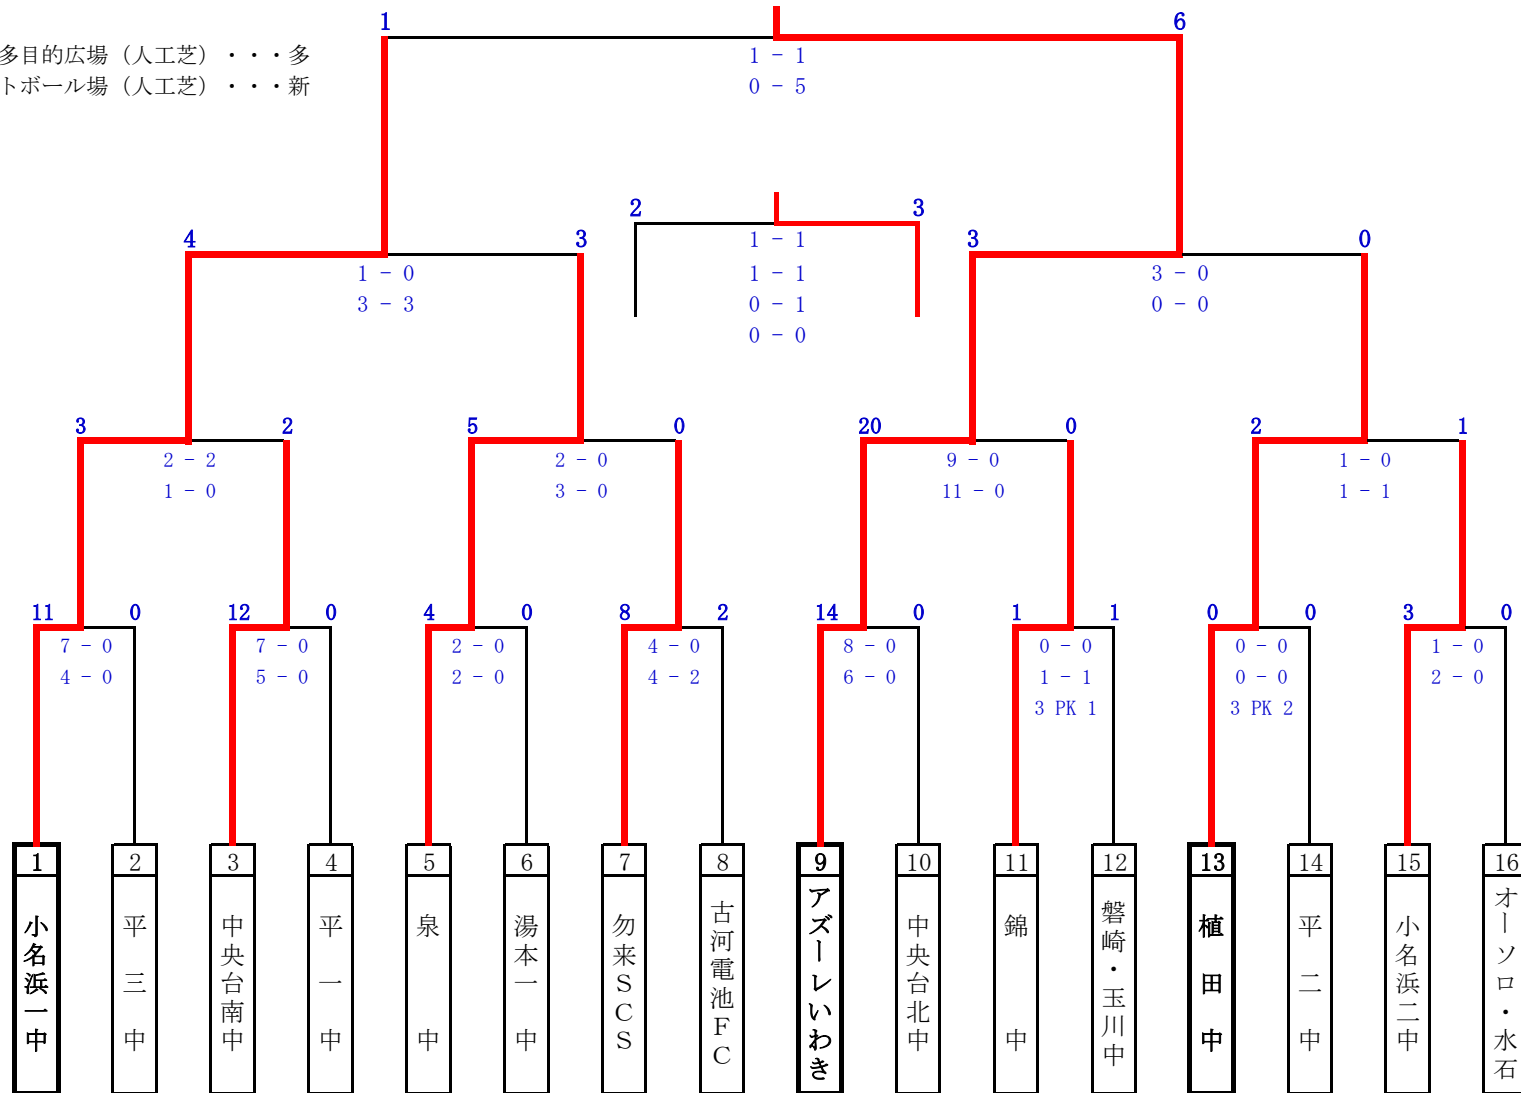 1 6
多目的広場（人工芝）・・・多
1 - 1
トボール場（人工芝）・・・新
0 - 5
2 3
4 3 1 - 1 3 0
1 - 0 1 - 1 3 - 0
3 - 3 0 - 1 0 - 0
0 - 0
3 2 5 0 20 0 2 1
2 - 2 2 - 0 9 - 0 1 - 0
1 - 0 3 - 0 11 - 0 1 - 1
11 0 12 0 4 0 8 2 14 0 1 1 0 0 3 0
7 - 0 7 - 0 2 - 0 4 - 0 8 - 0 0 - 0 0 - 0 1 - 0
4 - 0 5 - 0 2 - 0 4 - 2 6 - 0 1 - 1 0 - 0 2 - 0
3 PK 1 3 PK 2
1 2 3 4 5 6 7 8 9 10 11 12 13 14 15 16
小名浜一中
平三中
中央台南中
平一中
泉中
湯本一中
勿来SCS
古河電池FC
アズーレいわき
中央台北中
錦中
磐崎・玉川中
植田中
平二中
小名浜二中
オーソロ・水石